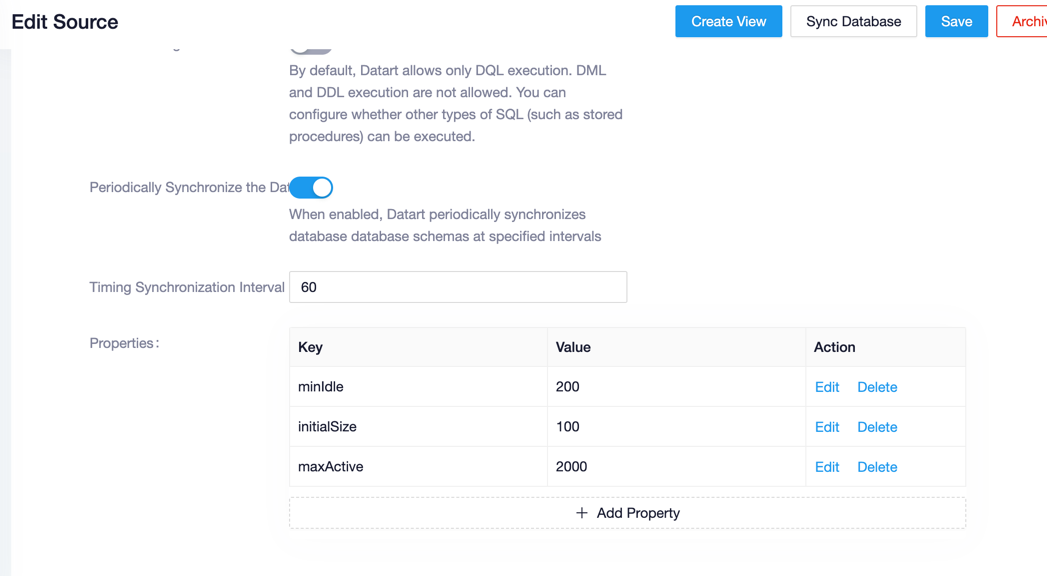 Edit Source
Create View
Sync Database
Save
By default, Datart allows only DQL execution. DML
and DDL execution are not allowed. You can
configure whether other types of SQL (such as stored
procedures) can be executed.
Periodically Synchronize the Dat
When enabled, Datart periodically synchronizes
database database schemas at specified intervals
Timing Synchronization Interval 60
Properties:
Key Value Action
minIdle 200 Edit Delete
initialSize 100 Edit Delete
maxActive 2000 Edit Delete
+ Add Property